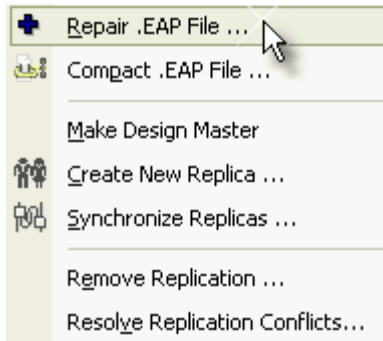 Repair .EAP File ...
Compact .EAP File ...
Make Design Master
Create New Replica ...
Synchronize Replicas ...
Remove Replication ...
Resolve Replication Conflicts...